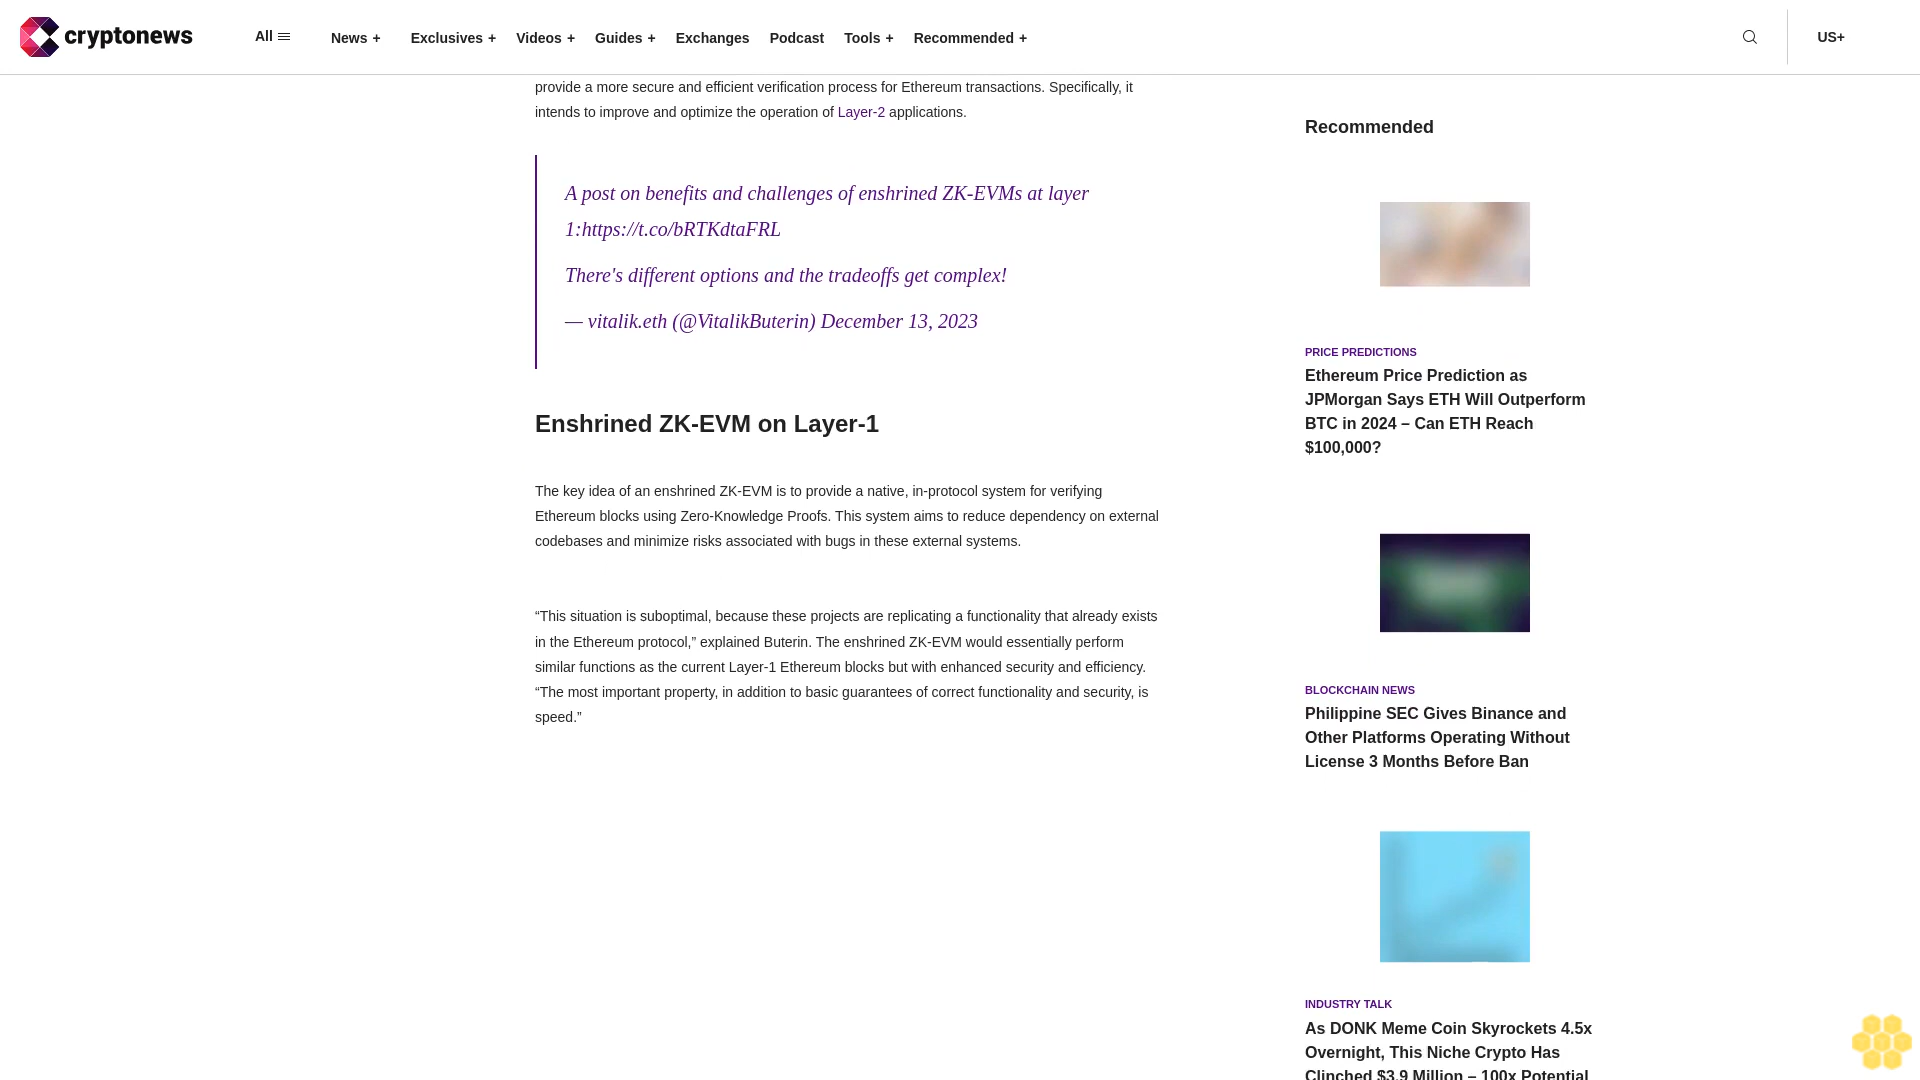 cryptonews
All
News +
Exclusives +
Videos +
Guides +
Exchanges
Podcast
Tools +
Recommended +
US+
provide a more secure and efficient verification process for Ethereum transactions. Specifically, it
intends to improve and optimize the operation of Layer-2 applications.
A post on benefits and challenges of enshrined ZK-EVMs at layer
1:https://t.co/bRTKdtaFRL
There's different options and the tradeoffs get complex!
— vitalik.eth (@VitalikButerin) December 13, 2023
Enshrined ZK-EVM on Layer-1
The key idea of an enshrined ZK-EVM is to provide a native, in-protocol system for verifying
Ethereum blocks using Zero-Knowledge Proofs. This system aims to reduce dependency on external
codebases and minimize risks associated with bugs in these external systems.
“This situation is suboptimal, because these projects are replicating a functionality that already exists
in the Ethereum protocol,” explained Buterin. The enshrined ZK-EVM would essentially perform
similar functions as the current Layer-1 Ethereum blocks but with enhanced security and efficiency.
“The most important property, in addition to basic guarantees of correct functionality and security, is
speed.”
Recommended
PRICE PREDICTIONS
Ethereum Price Prediction as
JPMorgan Says ETH Will Outperform
BTC in 2024 – Can ETH Reach
$100,000?
BLOCKCHAIN NEWS
Philippine SEC Gives Binance and
Other Platforms Operating Without
License 3 Months Before Ban
INDUSTRY TALK
As DONK Meme Coin Skyrockets 4.5x
Overnight, This Niche Crypto Has
Clinched $3.9 Million – 100x Potential